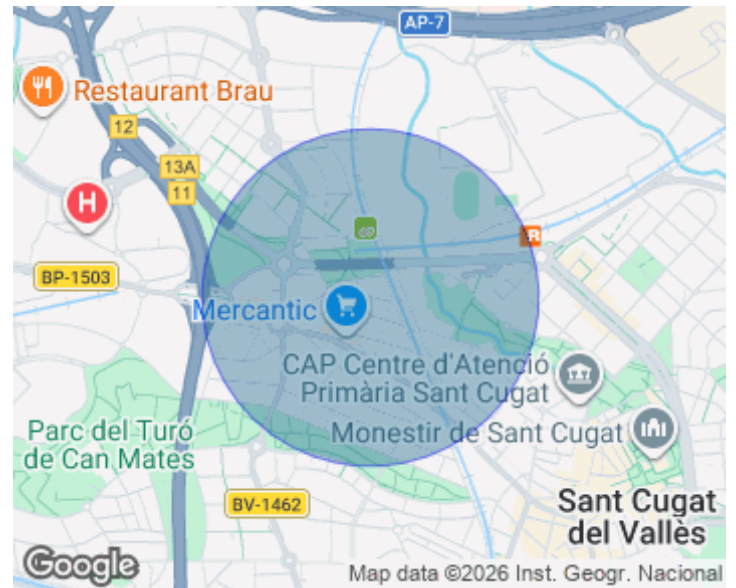 AP-7
Restaurant Brau
12
13A
11
H
BP-1503
R
Mercantic
CAP Centre d'Atenció
Primària Sant Cugat
Parc del Turó
de Can Mates
Monestir de Sant Cugat
BV-1462
Sant Cugat
del Vallès
Google
Map data ©2026 Inst. Geogr. Nacional